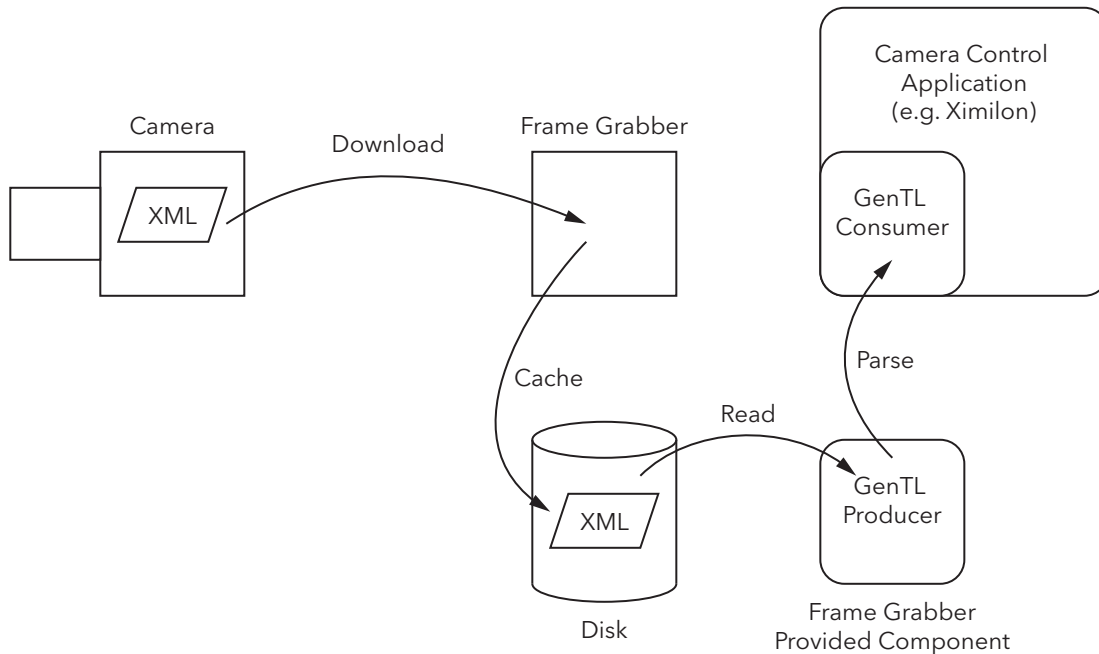 Camera Control
Application
(e.g. Ximilon)
Camera
Frame Grabber
Download
XML
GenTL
Consumer
Cache
Parse
Read
XML
GenTL
Producer
Disk
Frame Grabber
Provided Component